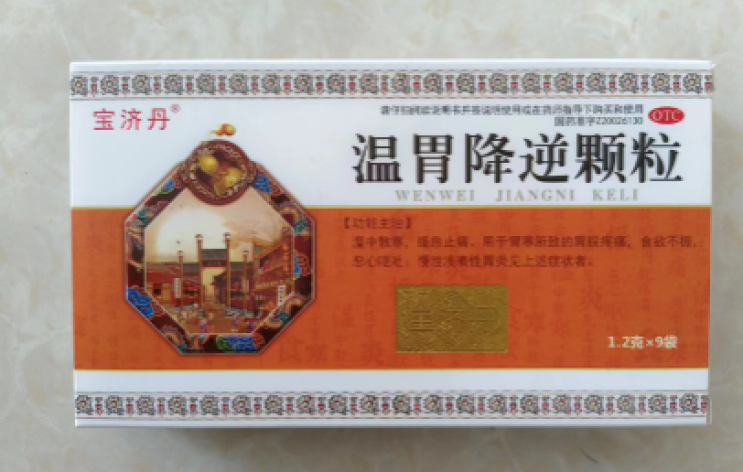 宝济丹®
请仔细阅读说明书并按说明使用或在药师指导下购买和使用
国药准字Z20026130
OTC
温胃降逆颗粒
WENWEI JIANGNI KELI
【功能主治】
温中散寒，缓急止痛。用于胃寒所致的胃脘疼痛，食欲不振，
恶心呕吐；慢性浅表性胃炎见上述症状者。
1.2克×9袋